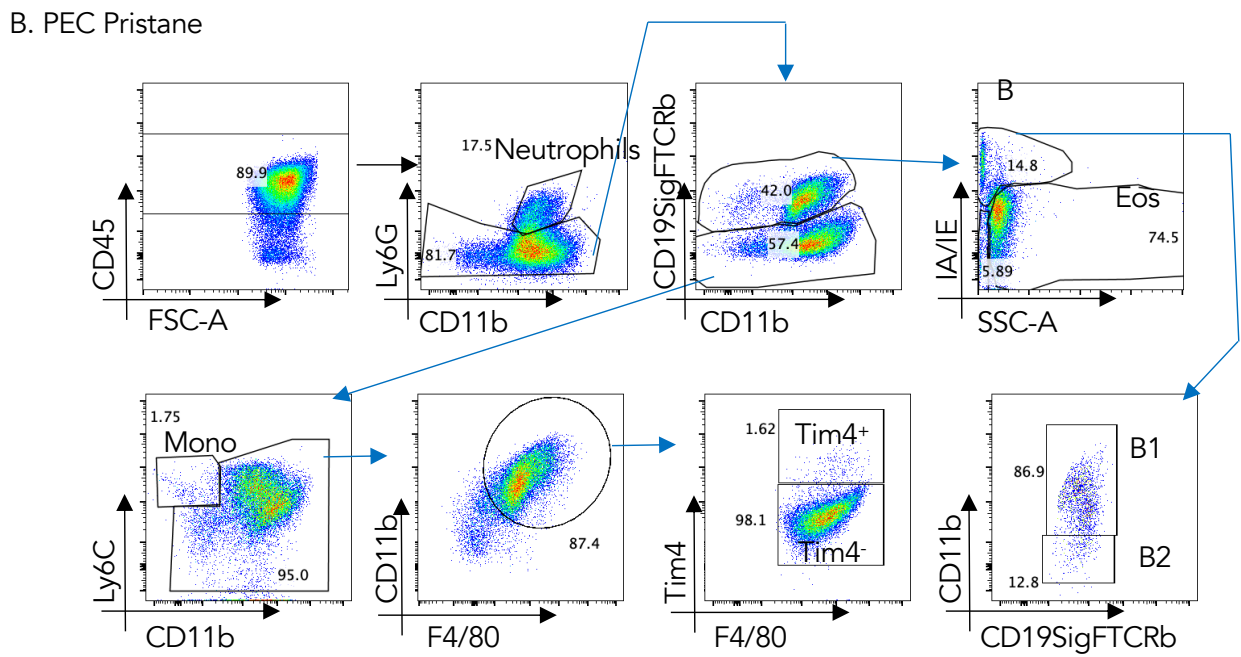 B. PEC Pristane
CD45
89.9
FSC-A
Ly6G
17.5 Neutrophils
81.7
CD11b
CD19SigFTCRb
42.0
57.4
CD11b
IA/IE
B
14.8
Eos
74.5
5.89
SSC-A
Ly6C
1.75
Mono
95.0
CD11b
CD11b
87.4
F4/80
Tim4
1.62
Tim4⁺
98.1
Tim4⁻
F4/80
CD11b
86.9
B1
B2
12.8
CD19SigFTCRb